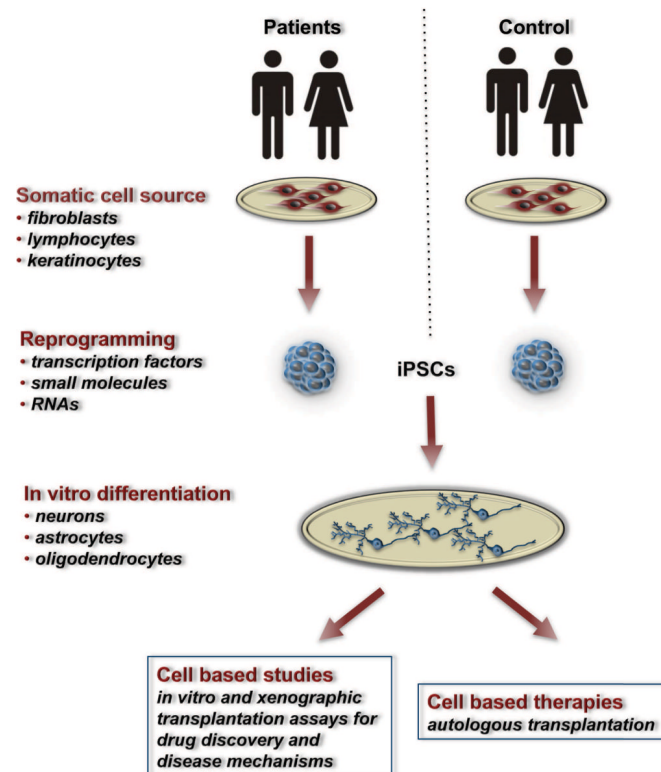 Patients
Control
Somatic cell source
• fibroblasts
• lymphocytes
• keratinocytes
Reprogramming
• transcription factors
• small molecules
• RNAs
iPSCs
In vitro differentiation
• neurons
• astrocytes
• oligodendrocytes
Cell based studies
in vitro and xenographic
transplantation assays for
drug discovery and
disease mechanisms
Cell based therapies
autologous transplantation